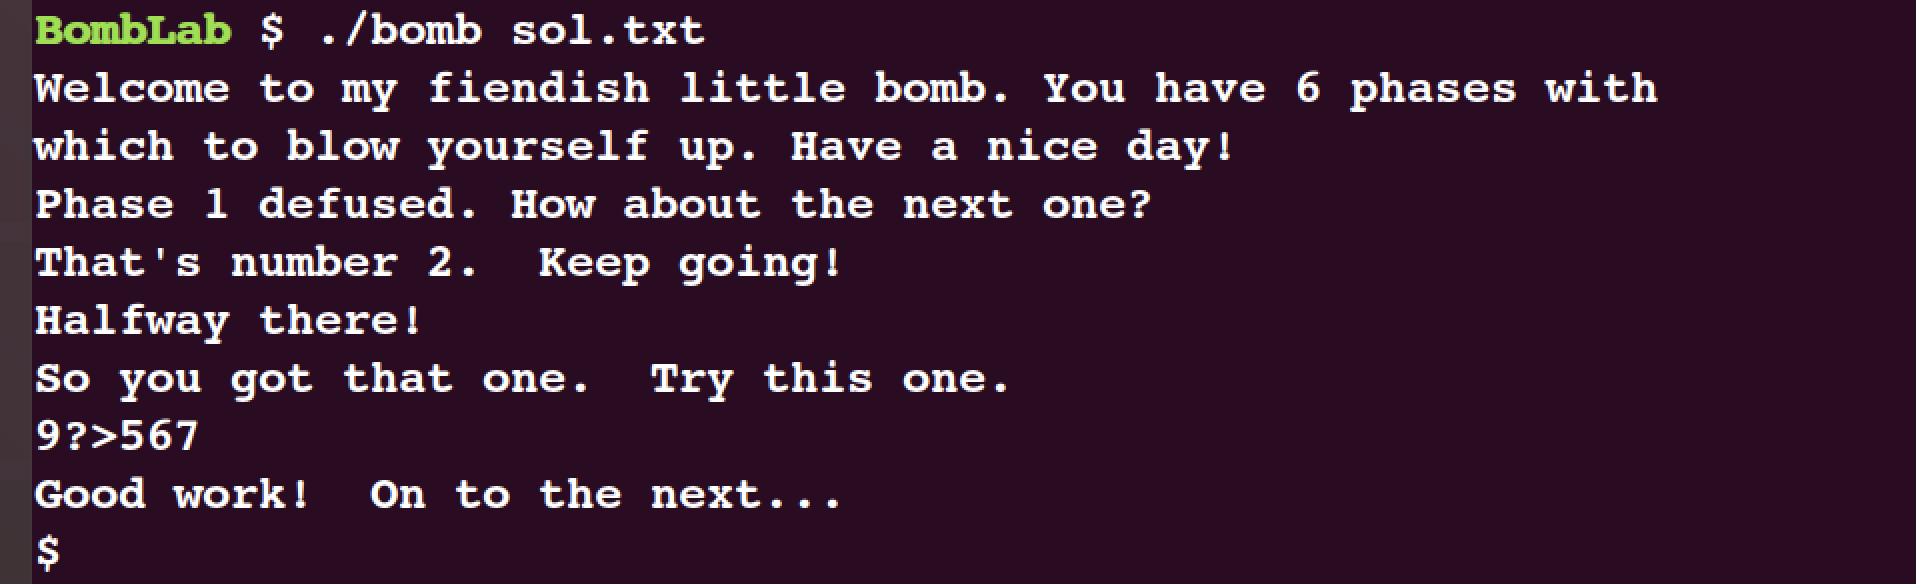 BombLab $ ./bomb sol.txt
Welcome to my fiendish little bomb. You have 6 phases with
which to blow yourself up. Have a nice day!
Phase 1 defused. How about the next one?
That's number 2.  Keep going!
Halfway there!
So you got that one.  Try this one.
9?>567
Good work!  On to the next...
$